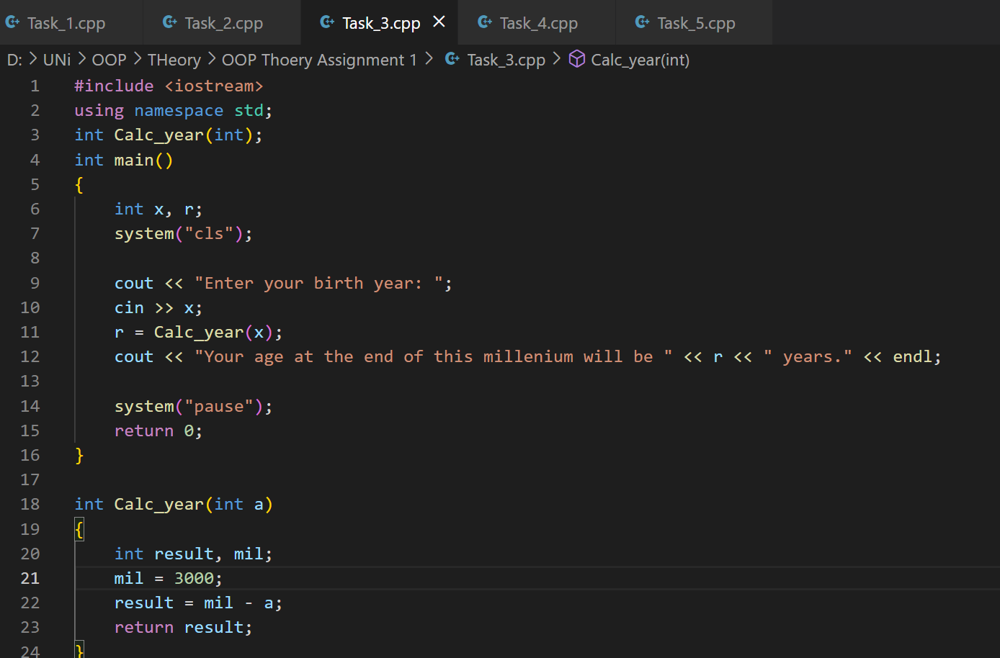 Task_1.cpp Task_2.cpp Task_3.cpp Task_4.cpp Task_5.cpp
D: > UNi > OOP > THeory > OOP Thoery Assignment 1 > Task_3.cpp > Calc_year(int)
1 #include <iostream>
2 using namespace std;
3 int Calc_year(int);
4 int main()
5 {
6     int x, r;
7     system("cls");
8
9     cout << "Enter your birth year: ";
10     cin >> x;
11     r = Calc_year(x);
12     cout << "Your age at the end of this millenium will be " << r << " years." << endl;
13
14     system("pause");
15     return 0;
16 }
17
18 int Calc_year(int a)
19 {
20     int result, mil;
21     mil = 3000;
22     result = mil - a;
23     return result;
24 }